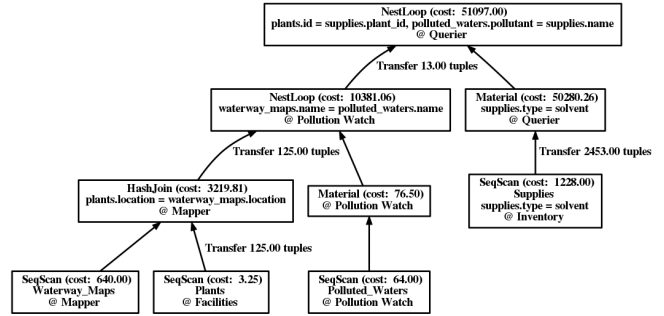 NestLoop (cost:  51097.00)
plants.id = supplies.plant_id, polluted_waters.pollutant = supplies.name
@ Querier
Transfer 13.00 tuples
NestLoop (cost:  10381.06)
waterway_maps.name = polluted_waters.name
@ Pollution Watch
Material (cost:  50280.26)
supplies.type = solvent
@ Querier
Transfer 125.00 tuples
Transfer 2453.00 tuples
HashJoin (cost:  3219.81)
plants.location = waterway_maps.location
@ Mapper
Material (cost:  76.50)
@ Pollution Watch
SeqScan (cost:  1228.00)
Supplies
supplies.type = solvent
@ Inventory
Transfer 125.00 tuples
SeqScan (cost:  640.00)
Waterway_Maps
@ Mapper
SeqScan (cost:  3.25)
Plants
@ Facilities
SeqScan (cost:  64.00)
Polluted_Waters
@ Pollution Watch